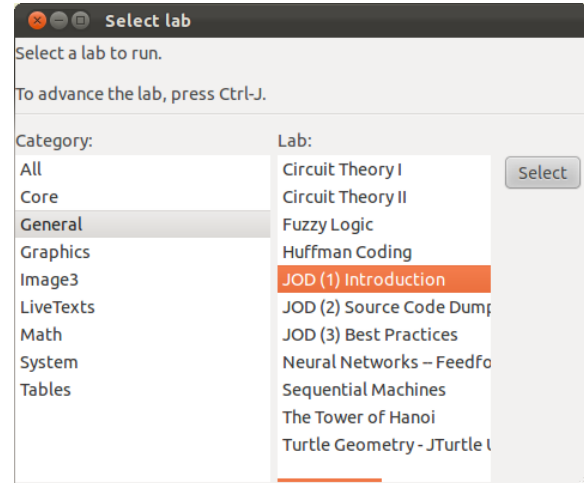 Select lab
Select a lab to run.
To advance the lab, press Ctrl-J.
Category:
All
Core
General
Graphics
Image3
LiveTexts
Math
System
Tables
Lab:
Circuit Theory I
Circuit Theory II
Fuzzy Logic
Huffman Coding
JOD (1) Introduction
JOD (2) Source Code Dump
JOD (3) Best Practices
Neural Networks -- Feedfo
Sequential Machines
The Tower of Hanoi
Turtle Geometry - JTurtle
Select